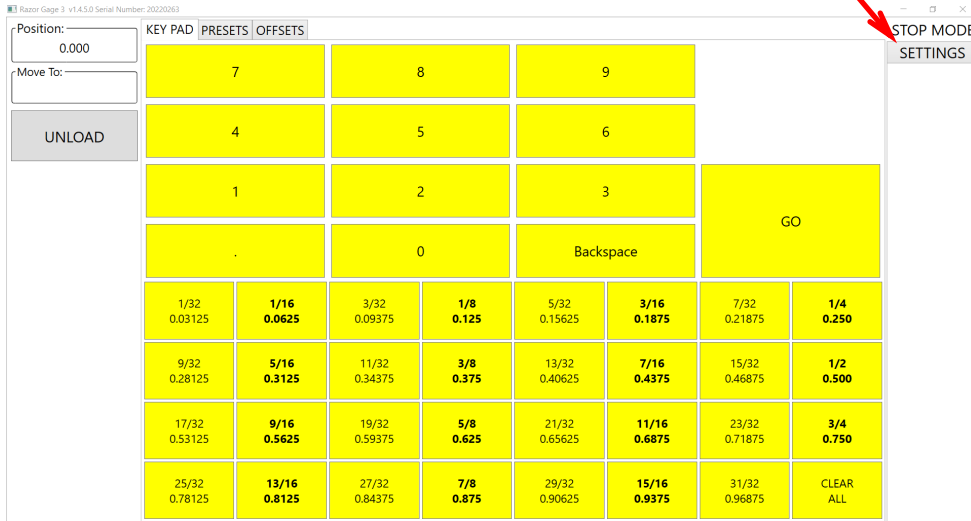 Razor Gage 3 v1.4.5.0 Serial Number: 20220263
Position:
0.000
Move To:
UNLOAD
KEY PAD PRESETS OFFSETS
STOP MODE
SETTINGS
7 8 9
4 5 6
1 2 3
GO
. 0 Backspace
1/32 1/16 3/32 1/8 5/32 3/16 7/32 1/4
0.03125 0.0625 0.09375 0.125 0.15625 0.1875 0.21875 0.250
9/32 5/16 11/32 3/8 13/32 7/16 15/32 1/2
0.28125 0.3125 0.34375 0.375 0.40625 0.4375 0.46875 0.500
17/32 9/16 19/32 5/8 21/32 11/16 23/32 3/4
0.53125 0.5625 0.59375 0.625 0.65625 0.6875 0.71875 0.750
25/32 13/16 27/32 7/8 29/32 15/16 31/32 CLEAR
0.78125 0.8125 0.84375 0.875 0.90625 0.9375 0.96875 ALL